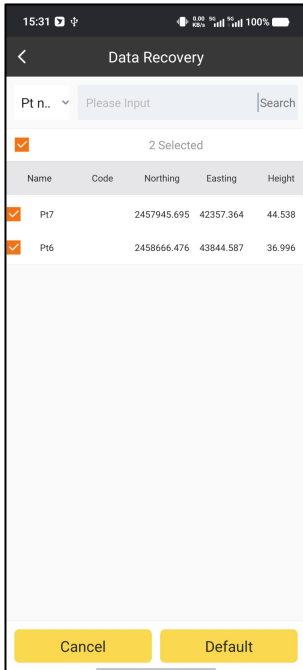 15:31 0.00 KB/s 5G 5G 100%
Data Recovery
Pt n.. Please Input Search
2 Selected
Name Code Northing Easting Height
Pt7 2457945.695 42357.364 44.538
Pt6 2458666.476 43844.587 36.996
Cancel Default